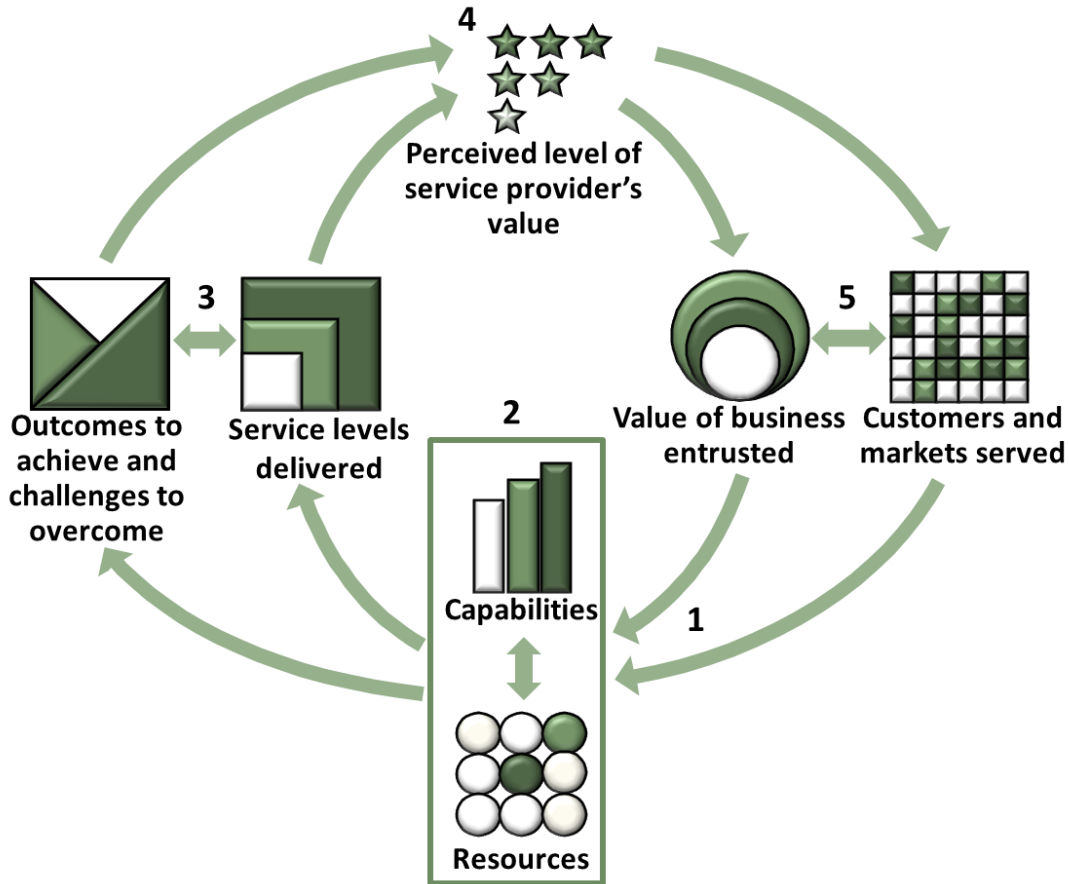 4
Perceived level of
service provider's
value
3
Outcomes to
achieve and
challenges to
overcome
Service levels
delivered
5
Value of business
entrusted
Customers and
markets served
2
Capabilities
1
Resources